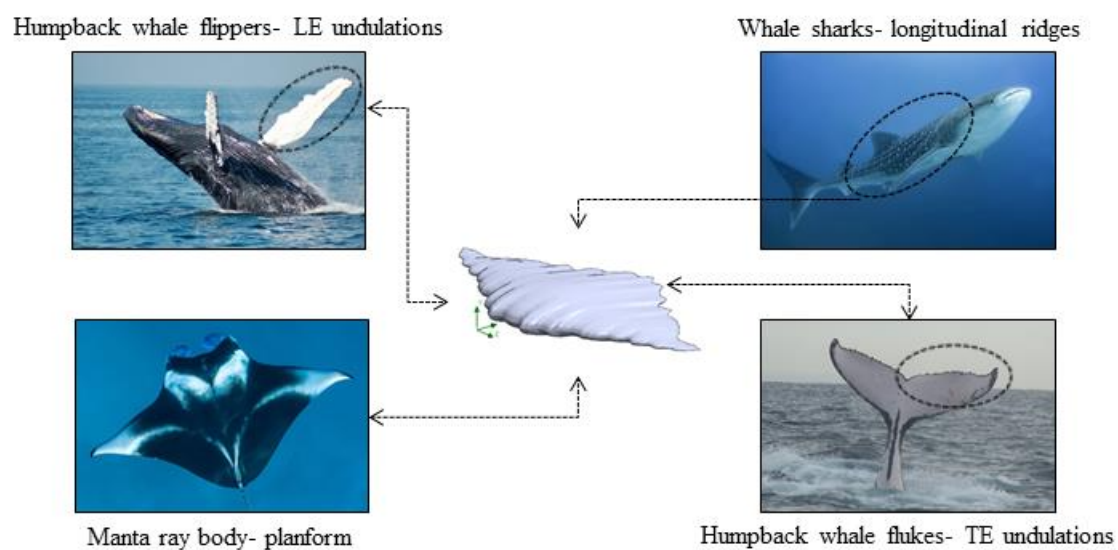 Humpback whale flippers- LE undulations
Whale sharks- longitudinal ridges
Manta ray body- planform
Humpback whale flukes- TE undulations